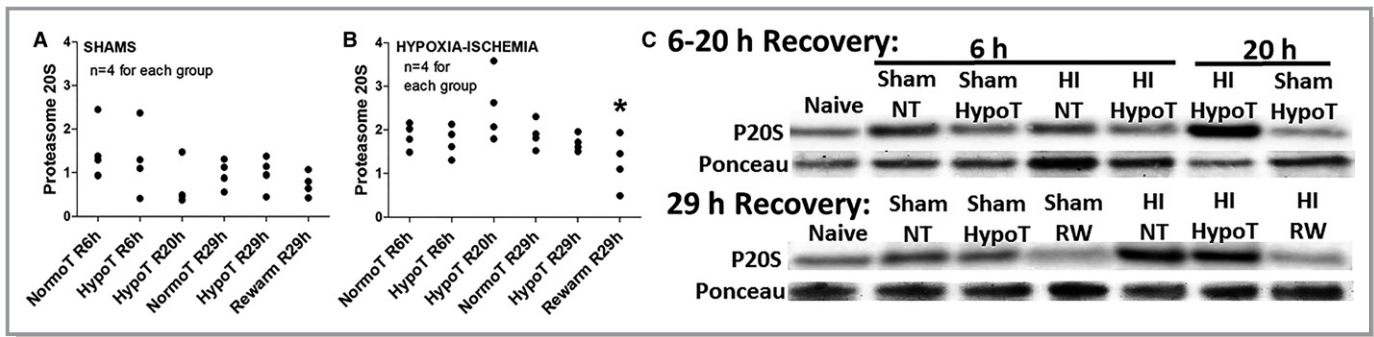 A
SHAMS
n=4 for each group
Proteasome 20S
4
3
2
1
0
NormoT R6h
HypoT R6h
HypoT R20h
NormoT R29h
HypoT R29h
Rewarm R29h
B
HYPOXIA-ISCHEMIA
n=4 for
each group
*
Proteasome 20S
4
3
2
1
0
NormoT R6h
HypoT R6h
HypoT R20h
NormoT R29h
HypoT R29h
Rewarm R29h
C 6-20 h Recovery:
6 h 20 h
Sham Sham HI HI HI Sham
Naive NT HypoT NT HypoT HypoT HypoT
P20S
Ponceau
29 h Recovery:
Sham Sham Sham HI HI HI
Naive NT HypoT RW NT HypoT RW
P20S
Ponceau